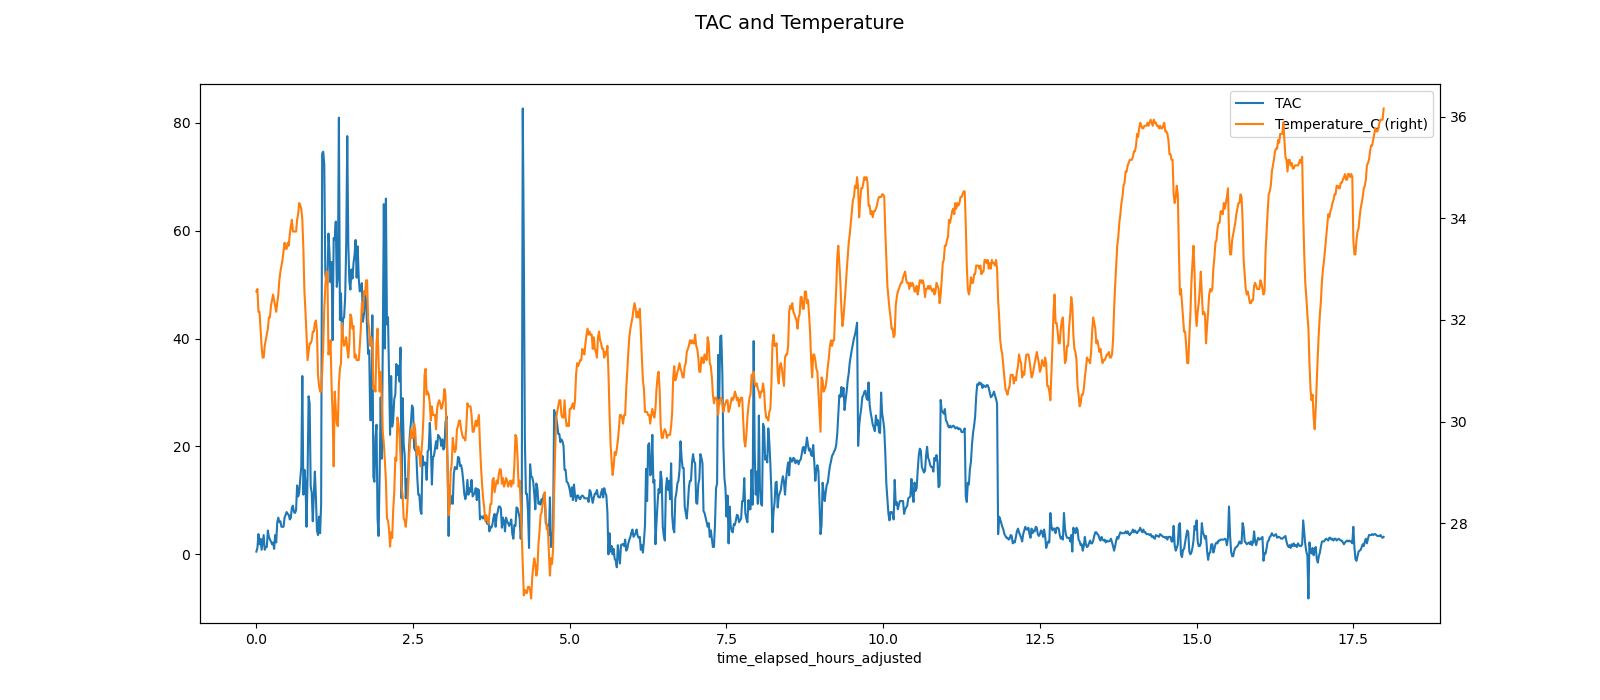 TAC and Temperature
TAC
Temperature_C (right)
80
60
40
20
0
36
34
32
30
28
0.0 2.5 5.0 7.5 10.0 12.5 15.0 17.5
time_elapsed_hours_adjusted